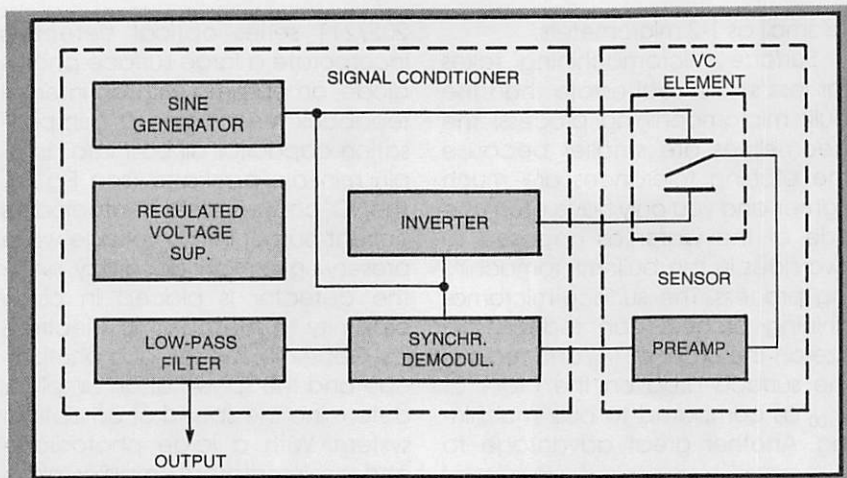 SINE
GENERATOR
SIGNAL CONDITIONER
VC
ELEMENT
REGULATED
VOLTAGE
SUP.
INVERTER
SENSOR
LOW-PASS
FILTER
SYNCHR.
DEMODUL.
PREAMP.
OUTPUT